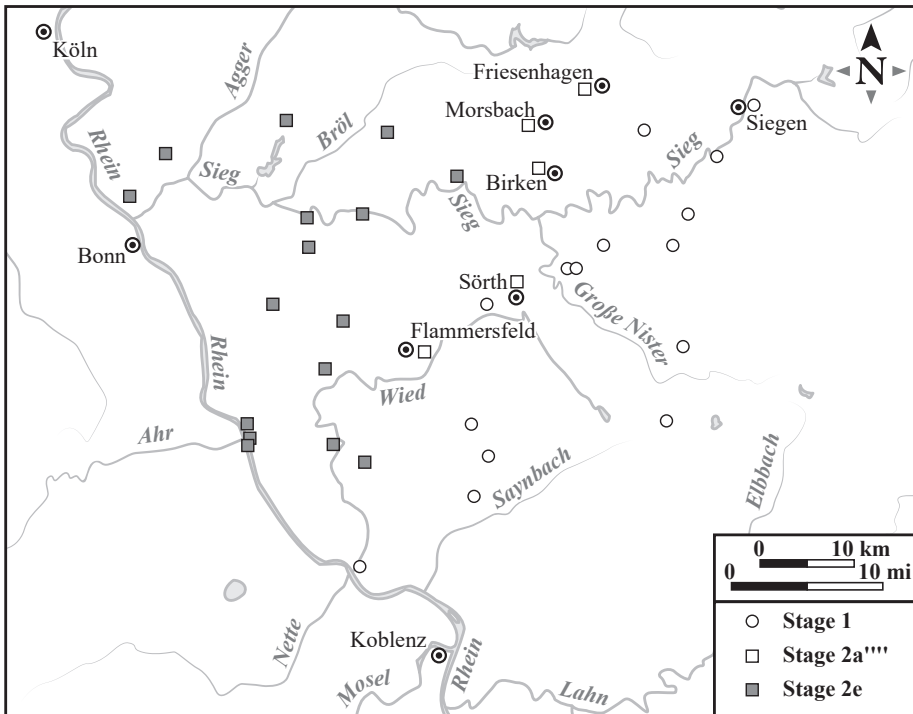 Köln
Agger
Friesenhagen
N
Bröl
Morsbach
Siegen
Rhein
Sieg
Sieg
Birken
Sieg
Bonn
Sörth
Große Nister
Flammersfeld
Rhein
Wied
Ahr
Saynbach
Elbbach
0 10 km
0 10 mi
Stage 1
Nette
Koblenz
Stage 2a''''
Mosel
Rhein
Lahn
Stage 2e